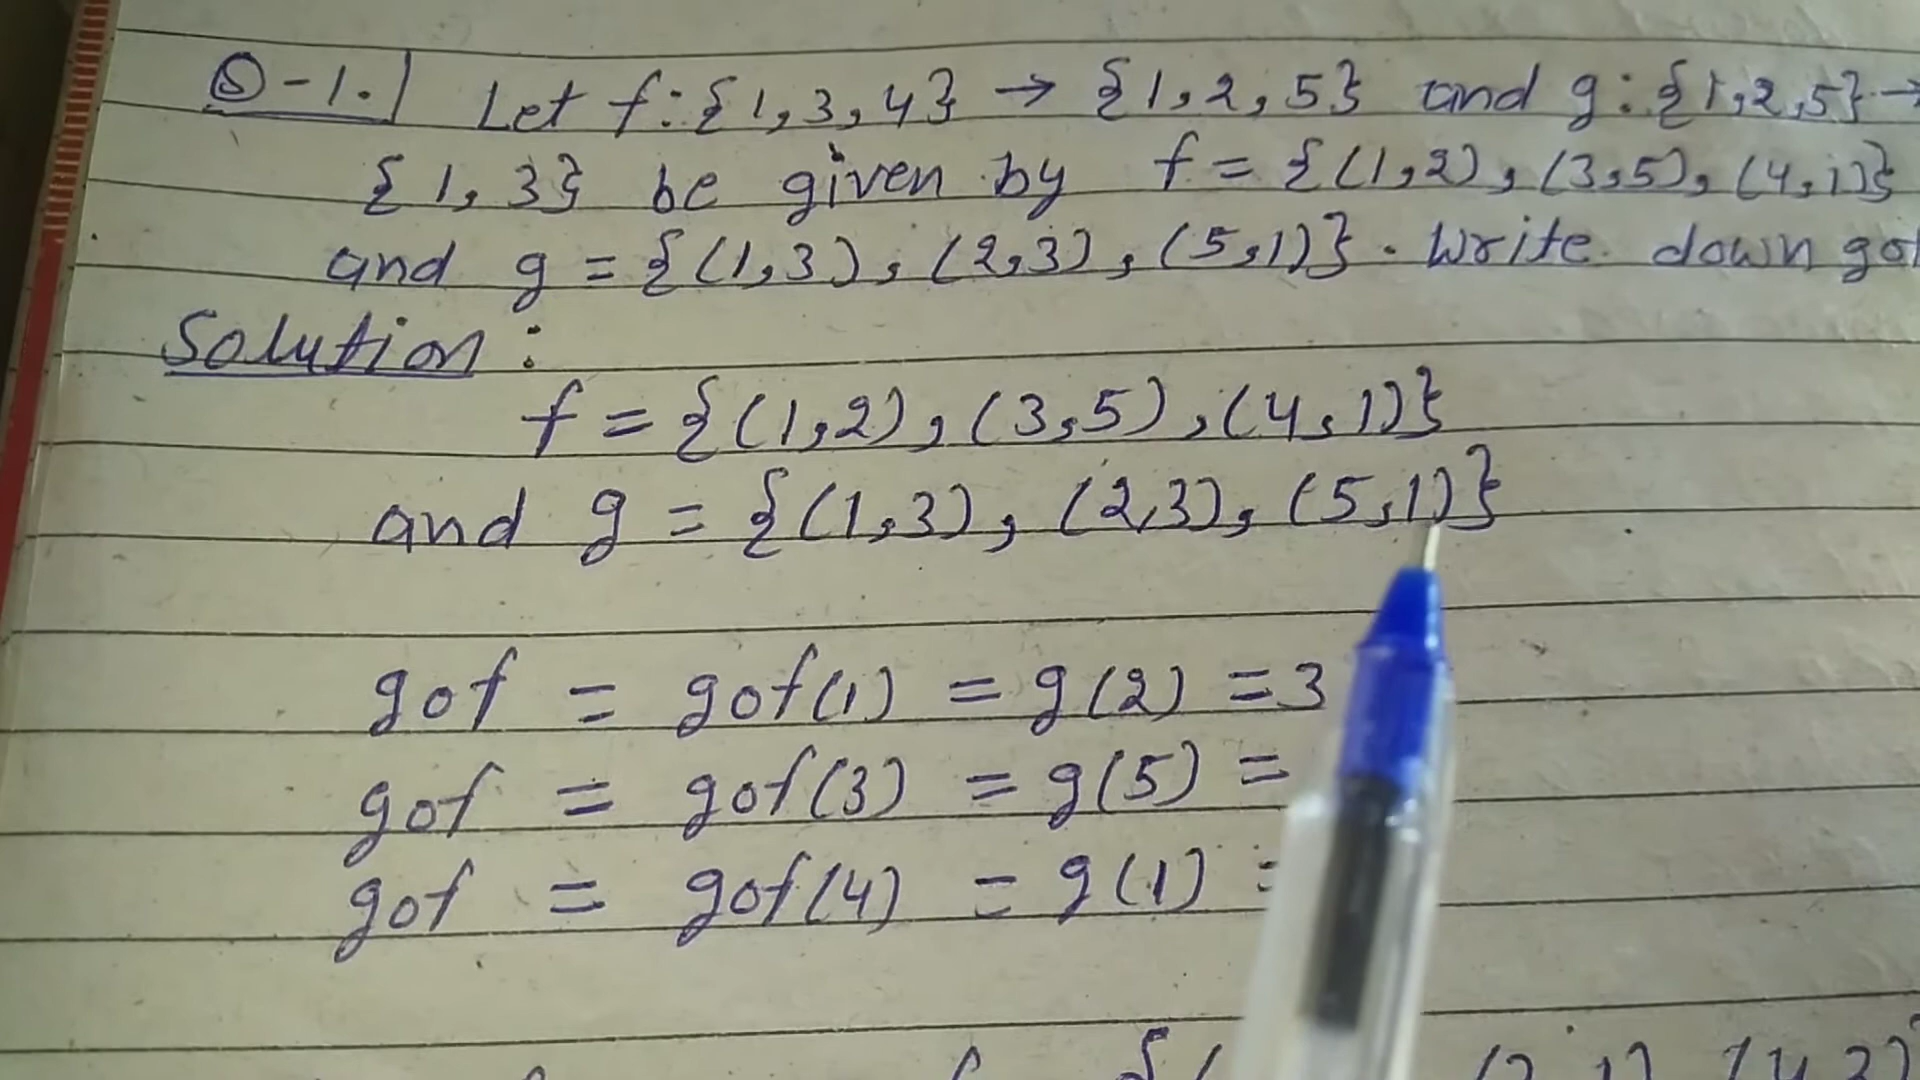 Q-1. Let f:{1,3,4} → {1,2,5} and g:{1,2,5} →
{1,3} be given by f = {(1,2), (3,5), (4,1)}
and g = {(1,3), (2,3), (5,1)}. Write down
Solution:
f = {(1,2), (3,5), (4,1)}
and g = {(1,3), (2,3), (5,1)}
gof = gof(1) = g(2) = 3
gof = gof(3) = g(5) =
gof = gof(4) = g(1) =